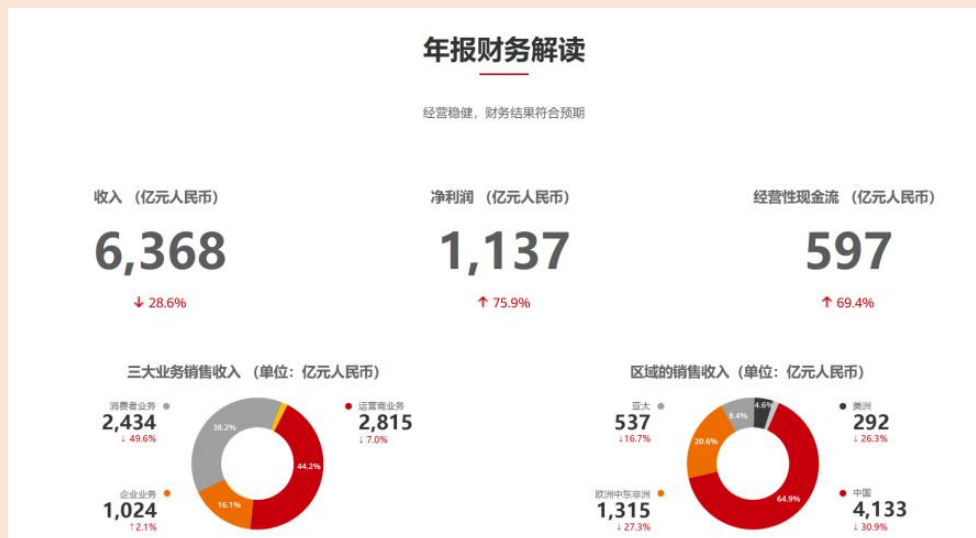 年报财务解读
经营稳健，财务结果符合预期
收入 （亿元人民币）
净利润 （亿元人民币）
经营性现金流 （亿元人民币）
6,368
1,137
597
↓ 28.6%
↑ 75.9%
↑ 69.4%
三大业务销售收入 （单位：亿元人民币）
消费者业务
2,434
↓ 49.6%
运营商业务
2,815
↓ 7.0%
企业业务
1,024
↑2.1%
38.2%
44.2%
16.1%
区域的销售收入（单位：亿元人民币）
亚太
537
↓16.7%
美洲
292
↓ 26.3%
欧洲中东非洲
1,315
↓ 27.3%
中国
4,133
↓ 30.9%
8.4%
4.6%
20.6%
64.9%